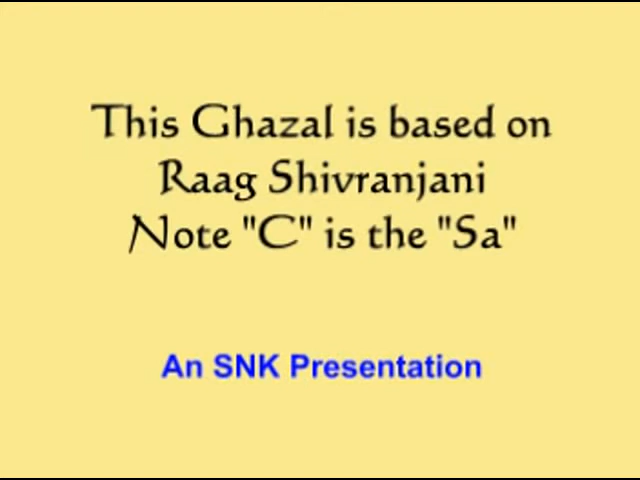 This Ghazal is based on
Raag Shivranjani
Note "C" is the "Sa"
An SNK Presentation